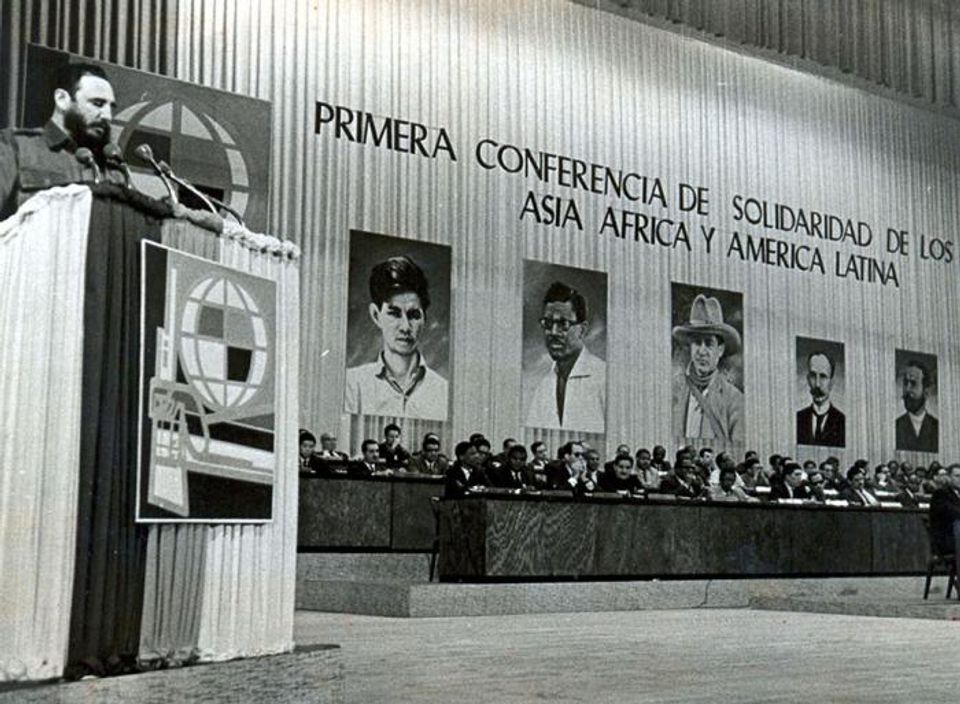 PRIMERA CONFERENCIA DE SOLIDARIDAD DE LOS
ASIA AFRICA Y AMERICA LATINA